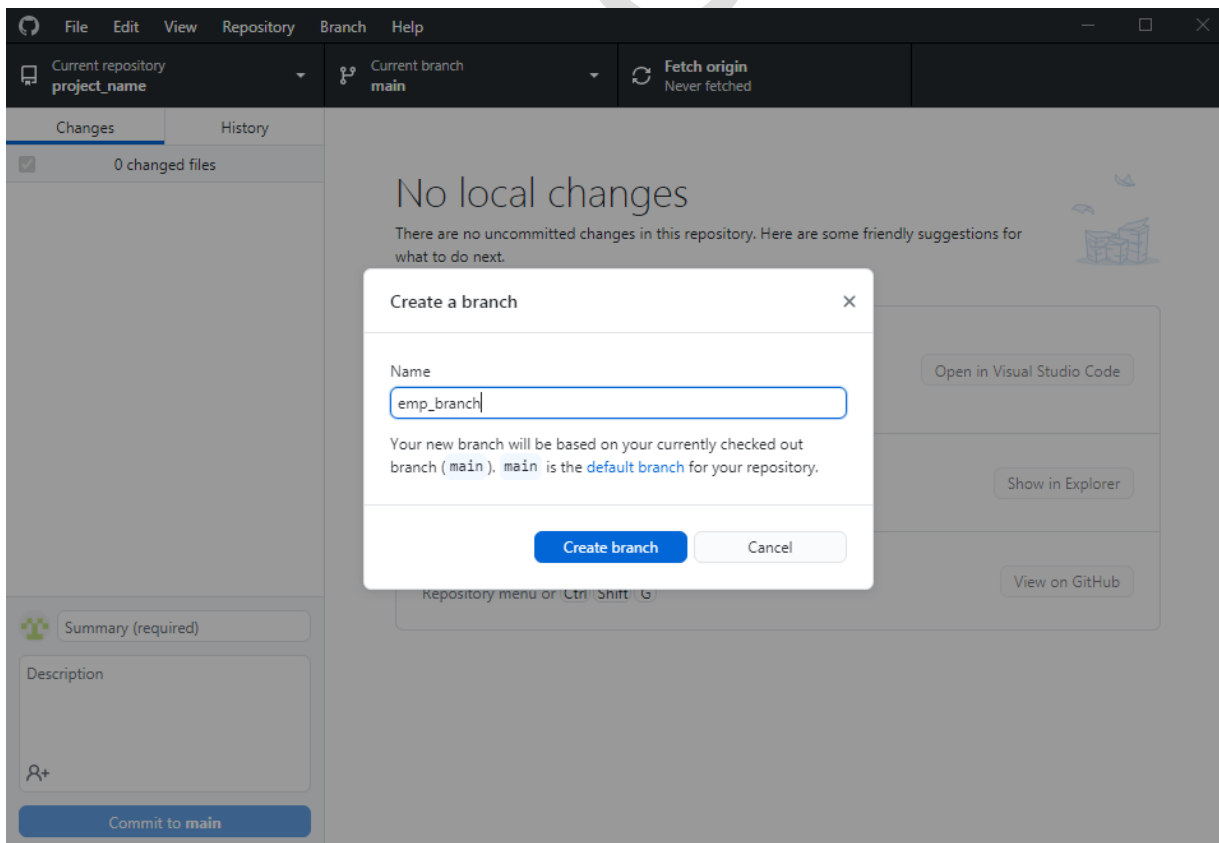 File Edit View Repository Branch Help
Current repository
project_name
Current branch
main
Fetch origin
Never fetched
Changes History
0 changed files
No local changes
There are no uncommitted changes in this repository. Here are some friendly suggestions for
what to do next.
Create a branch
Name
emp_branch
Your new branch will be based on your currently checked out
branch (main). main is the default branch for your repository.
Create branch Cancel
Open in Visual Studio Code
Show in Explorer
Repository menu or Ctrl Shift G
View on GitHub
Summary (required)
Description
Commit to main